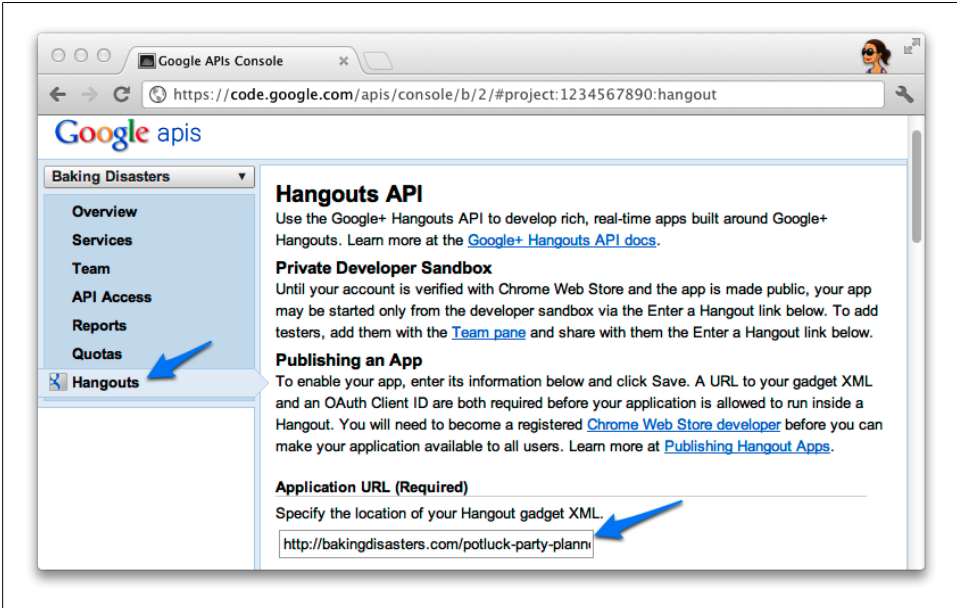 Google APIs Console
https://code.google.com/apis/console/b/2/#project:1234567890:hangout
Google apis
Baking Disasters
Overview
Services
Team
API Access
Reports
Quotas
Hangouts
Hangouts API
Use the Google+ Hangouts API to develop rich, real-time apps built around Google+
Hangouts. Learn more at the Google+ Hangouts API docs.
Private Developer Sandbox
Until your account is verified with Chrome Web Store and the app is made public, your app
may be started only from the developer sandbox via the Enter a Hangout link below. To add
testers, add them with the Team pane and share with them the Enter a Hangout link below.
Publishing an App
To enable your app, enter its information below and click Save. A URL to your gadget XML
and an OAuth Client ID are both required before your application is allowed to run inside a
Hangout. You will need to become a registered Chrome Web Store developer before you can
make your application available to all users. Learn more at Publishing Hangout Apps.
Application URL (Required)
Specify the location of your Hangout gadget XML.
http://bakingdisasters.com/potluck-party-plann